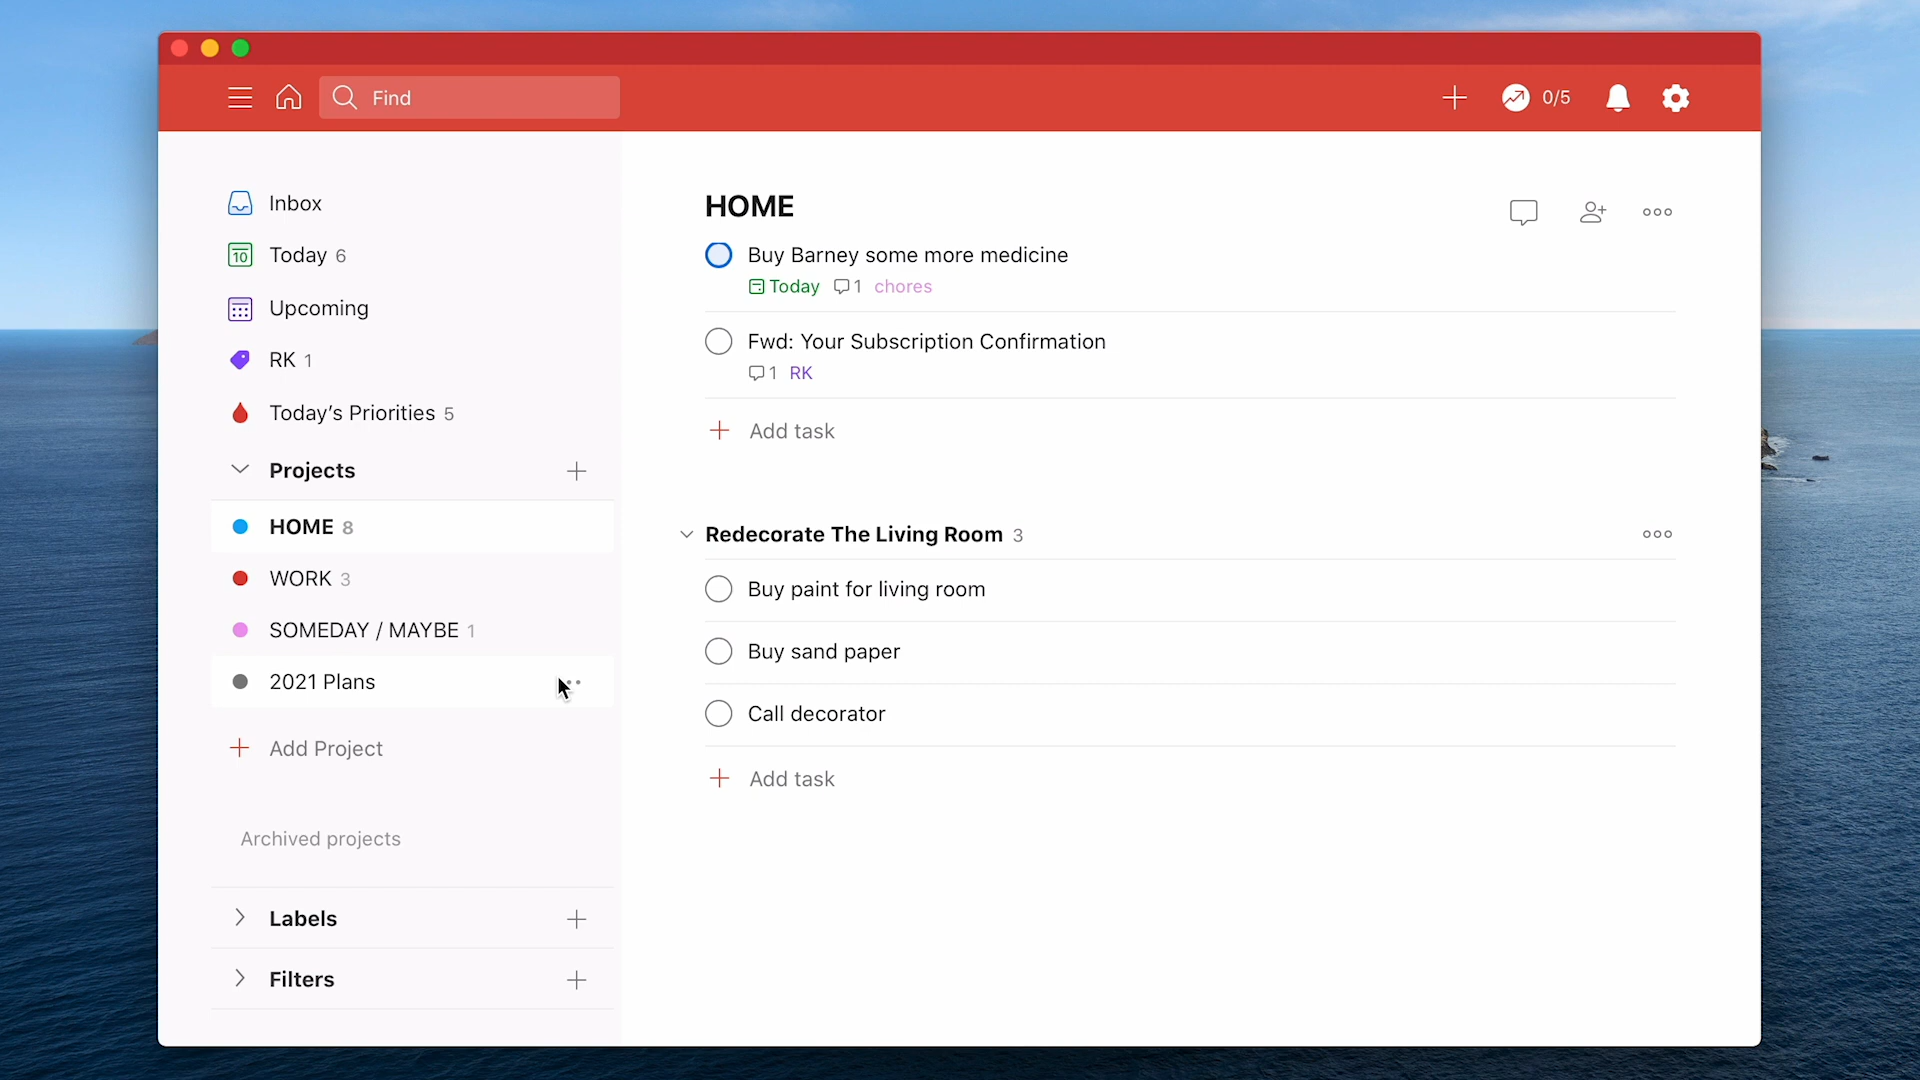 Find
0/5
Inbox
Today 6
Upcoming
RK 1
Today's Priorities 5
Projects
HOME 8
WORK 3
SOMEDAY / MAYBE 1
2021 Plans
Add Project
Archived projects
Labels
Filters
10
HOME
Buy Barney some more medicine
Today 1 chores
Fwd: Your Subscription Confirmation
1 RK
Add task
Redecorate The Living Room 3
Buy paint for living room
Buy sand paper
Call decorator
Add task